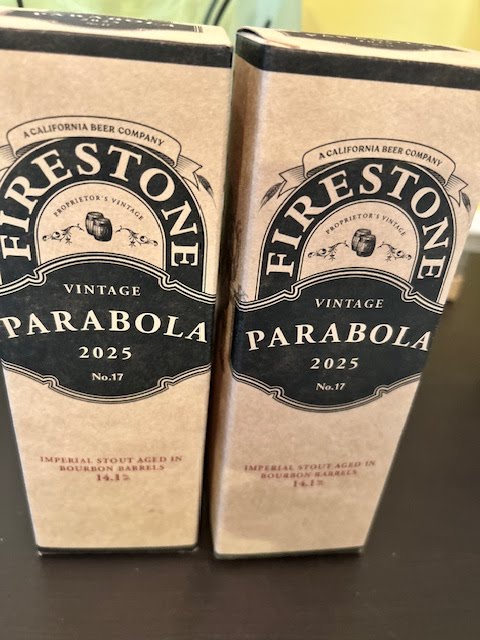 PARABOLA
A CALIFORNIA BEER COMPANY
FIRESTONE
PROPRIETOR'S VINTAGE
VINTAGE
PARABOLA
2025
No.17
IMPERIAL STOUT AGED IN
BOURBON BARRELS
14.1%
A CALIFORNIA BEER COMPANY
FIRESTONE
PROPRIETOR'S VINTAGE
VINTAGE
PARABOLA
2025
No.17
IMPERIAL STOUT AGED IN
BOURBON BARRELS
14.1%